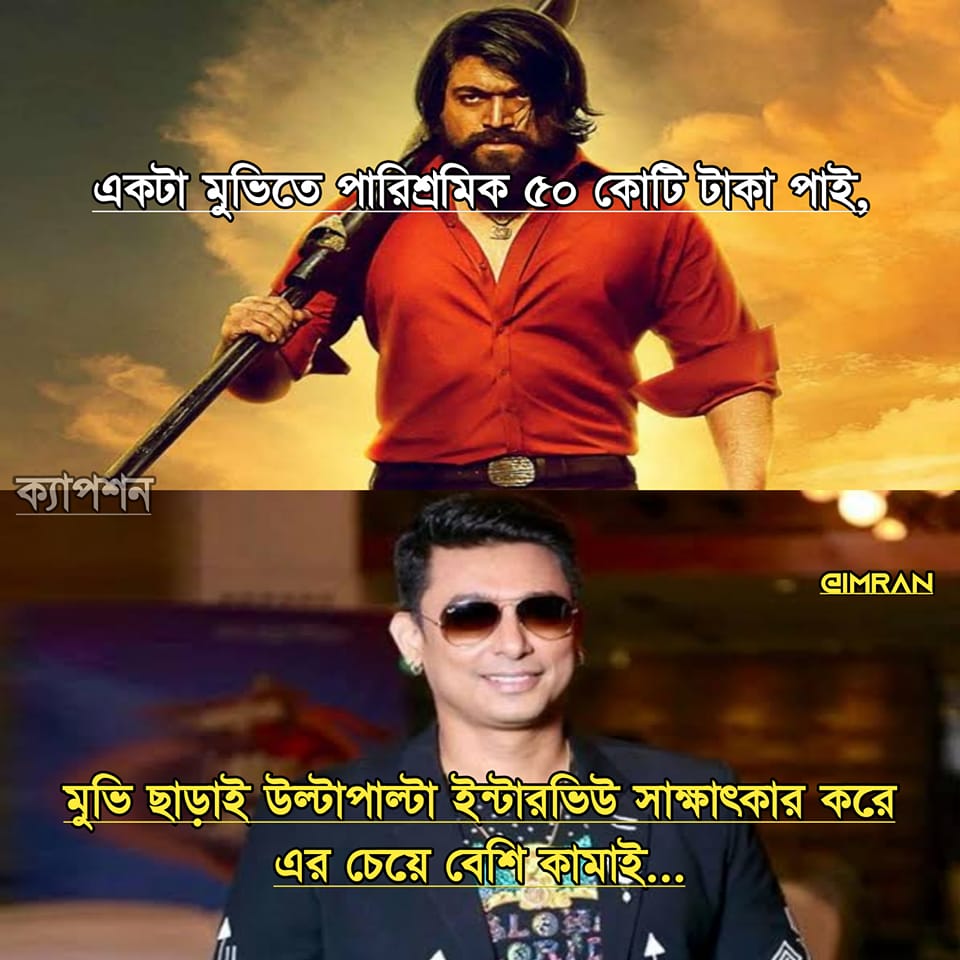 একটা মুভিতে পারিশ্রমিক ৫০ কোটি টাকা পাই,
ক্যাপশন
@IMRAN
মুভি ছাড়াই উল্টাপাল্টা ইন্টারভিউ সাক্ষাৎকার করে
এর চেয়ে বেশি কামাই...